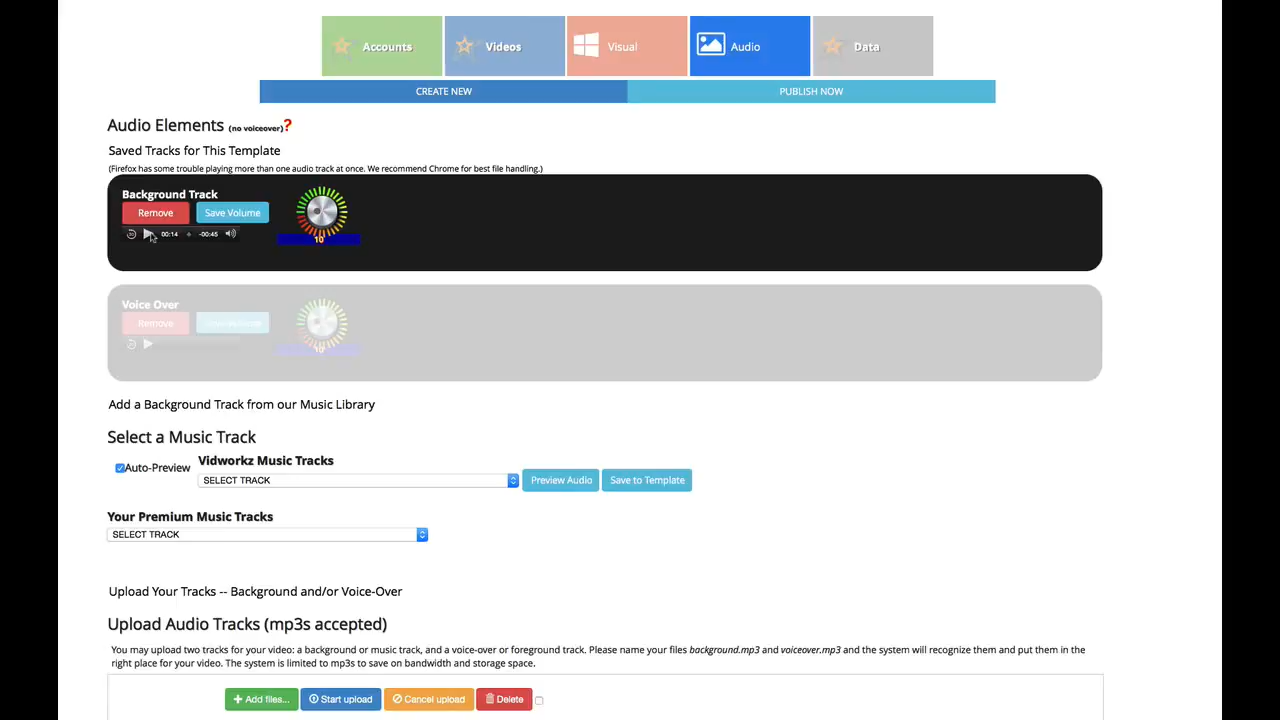 Accounts
Videos
Visual
Audio
Data
CREATE NEW
PUBLISH NOW
Audio Elements (no voiceover)?
Saved Tracks for This Template
(Firefox has some trouble playing more than one audio track at once. We recommend Chrome for best file handling.)
Background Track
Remove
Save Volume
00:14
-00:45
10
Voice Over
Remove
Save Volume
10
Add a Background Track from our Music Library
Select a Music Track
Auto-Preview
Vidworkz Music Tracks
SELECT TRACK
Preview Audio
Save to Template
Your Premium Music Tracks
SELECT TRACK
Upload Your Tracks -- Background and/or Voice-Over
Upload Audio Tracks (mp3s accepted)
You may upload two tracks for your video: a background or music track, and a voice-over or foreground track. Please name your files background.mp3 and voiceover.mp3 and the system will recognize them and put them in the
right place for your video. The system is limited to mp3s to save on bandwidth and storage space.
+ Add files...
Start upload
Cancel upload
Delete